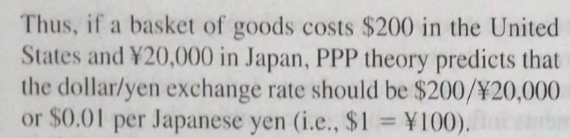 Thus, if a basket of goods costs $200 in the United
States and ¥20,000 in Japan, PPP theory predicts that
the dollar/yen exchange rate should be $200/¥20,000
or $0.01 per Japanese yen (i.e., $1 = ¥100).